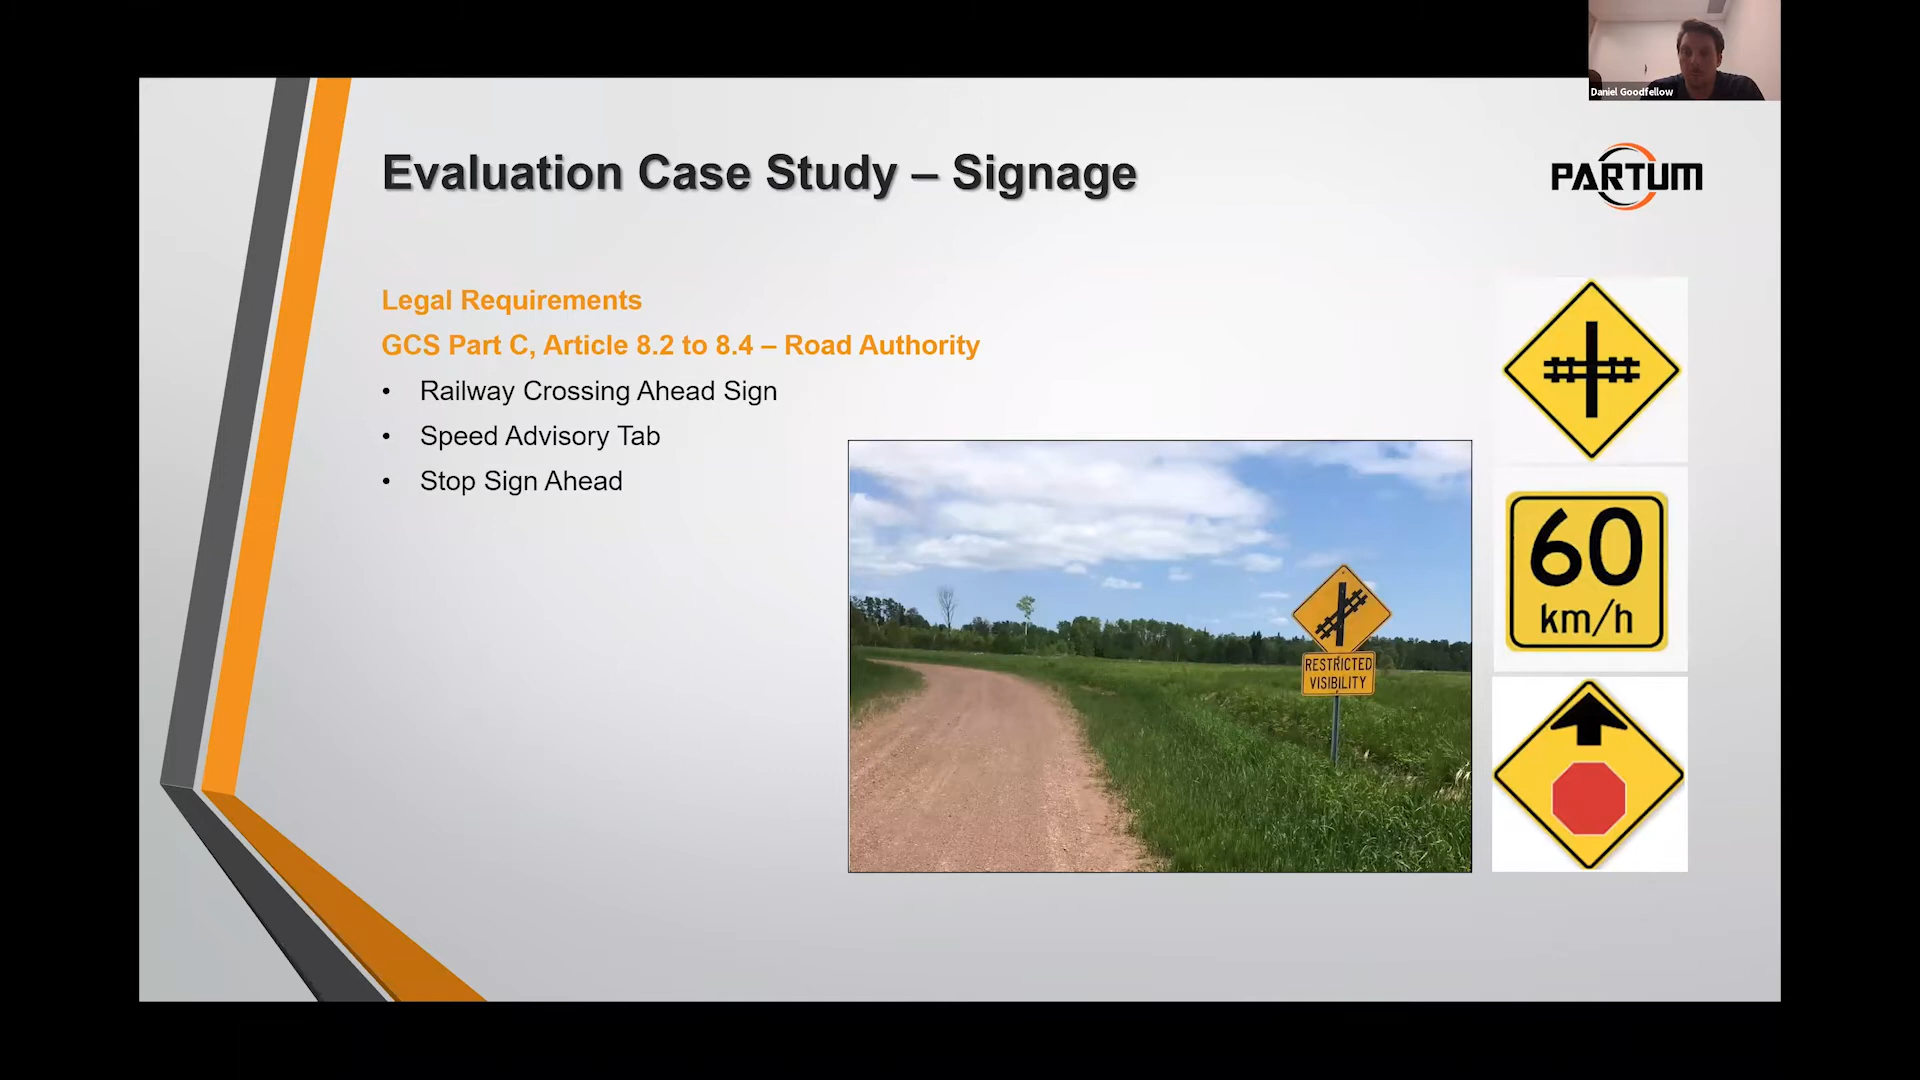 Daniel Goodfellow
Evaluation Case Study – Signage
PARTUM
Legal Requirements
GCS Part C, Article 8.2 to 8.4 – Road Authority
• Railway Crossing Ahead Sign
• Speed Advisory Tab
• Stop Sign Ahead
RESTRICTED
VISIBILITY
60
km/h